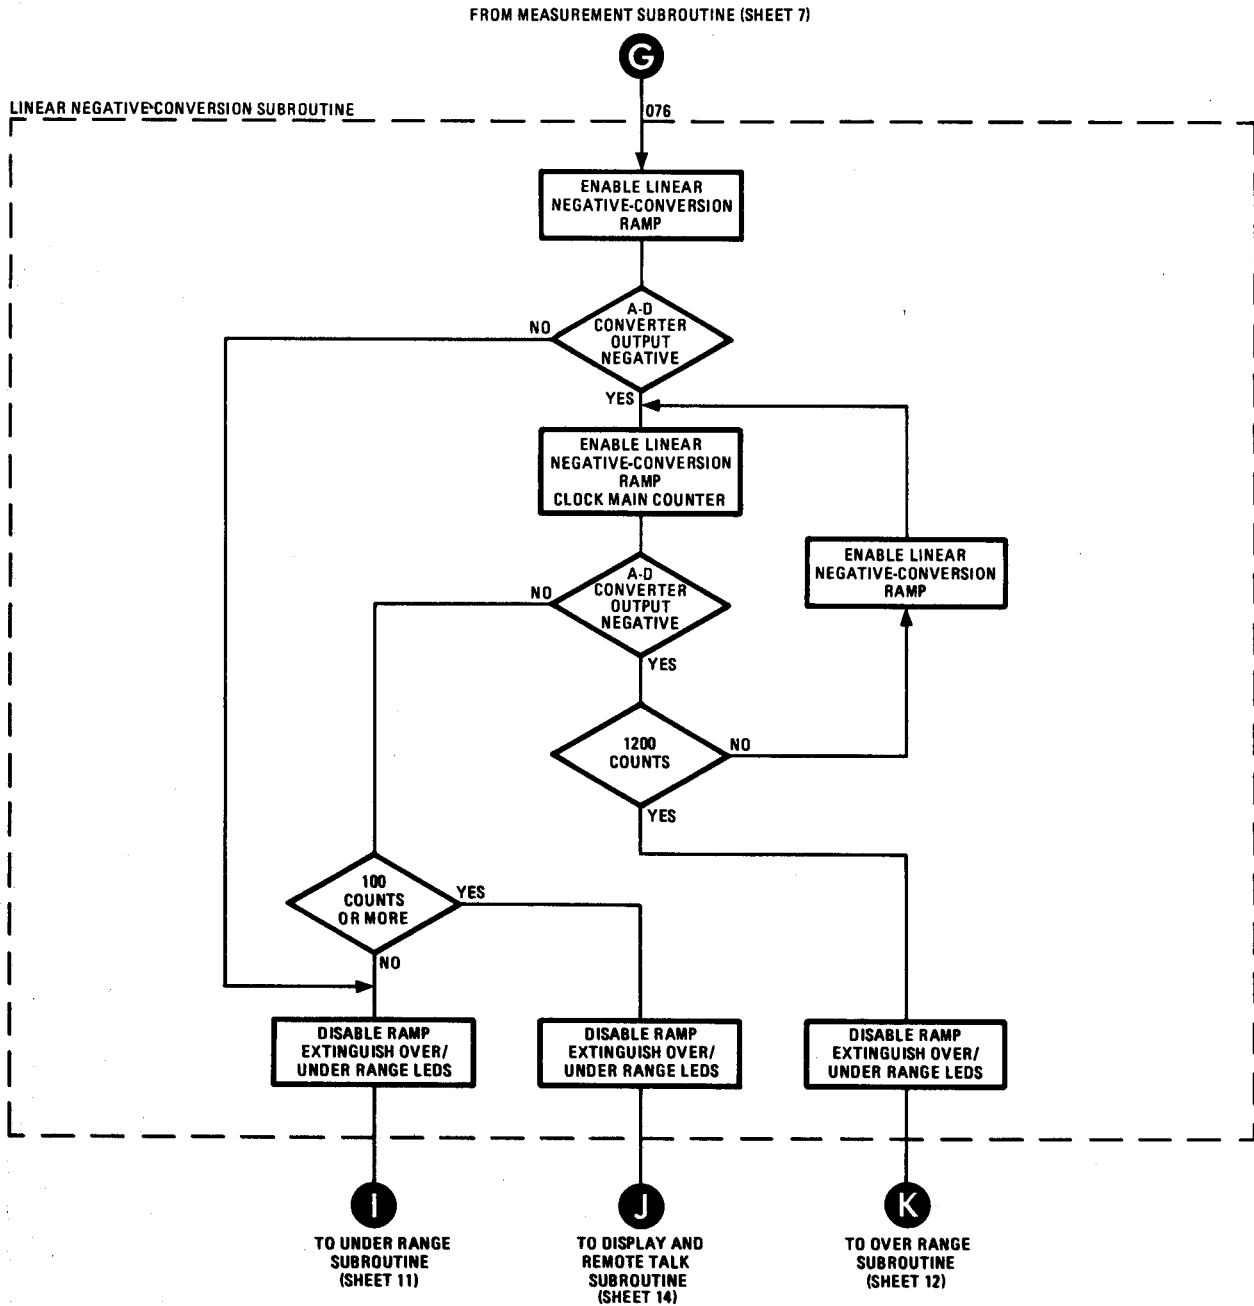 FROM MEASUREMENT SUBROUTINE (SHEET 7)
G
LINEAR NEGATIVE-CONVERSION SUBROUTINE
076
ENABLE LINEAR
NEGATIVE-CONVERSION
RAMP
A-D
CONVERTER
OUTPUT
NEGATIVE
NO
YES
ENABLE LINEAR
NEGATIVE-CONVERSION
RAMP
CLOCK MAIN COUNTER
ENABLE LINEAR
NEGATIVE-CONVERSION
RAMP
A-D
CONVERTER
OUTPUT
NEGATIVE
NO
YES
1200
COUNTS
NO
YES
100
COUNTS
OR MORE
YES
NO
DISABLE RAMP
EXTINGUISH OVER/
UNDER RANGE LEDS
DISABLE RAMP
EXTINGUISH OVER/
UNDER RANGE LEDS
DISABLE RAMP
EXTINGUISH OVER/
UNDER RANGE LEDS
I
J
K
TO UNDER RANGE
SUBROUTINE
(SHEET 11)
TO DISPLAY AND
REMOTE TALK
SUBROUTINE
(SHEET 14)
TO OVER RANGE
SUBROUTINE
(SHEET 12)